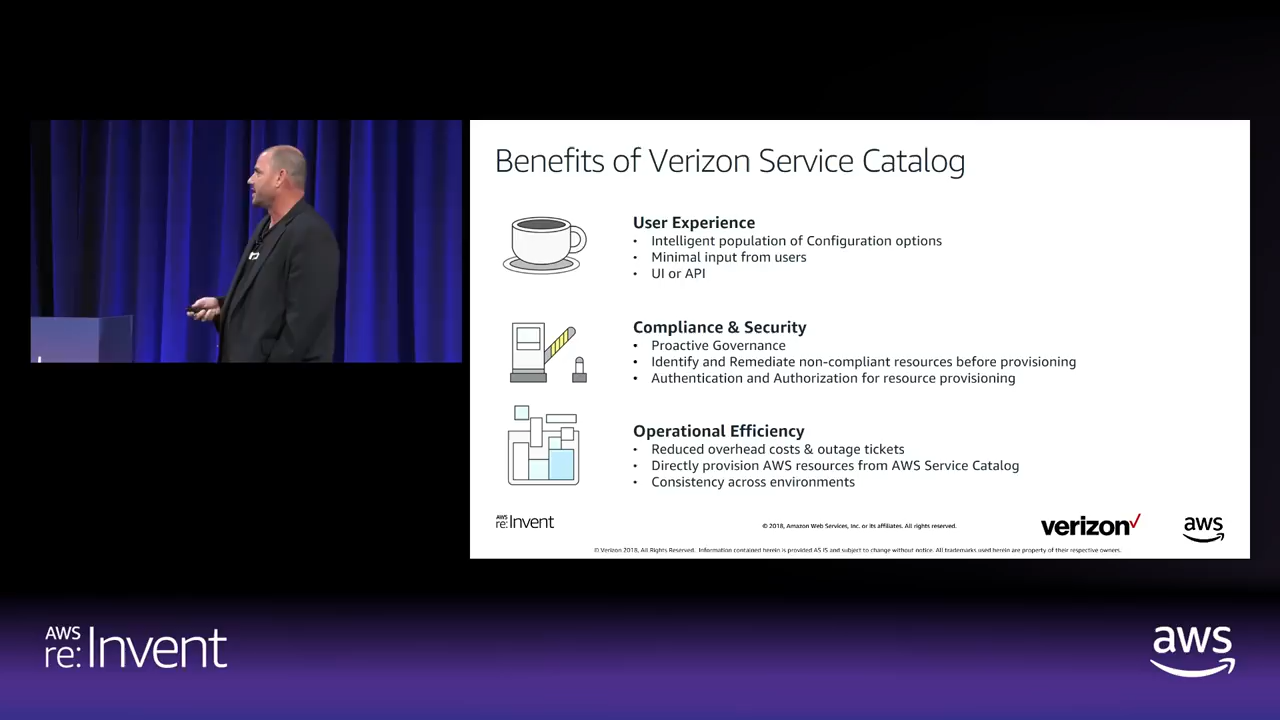 Benefits of Verizon Service Catalog
User Experience
• Intelligent population of Configuration options
• Minimal input from users
• UI or API
Compliance & Security
• Proactive Governance
• Identify and Remediate non-compliant resources before provisioning
• Authentication and Authorization for resource provisioning
Operational Efficiency
• Reduced overhead costs & outage tickets
• Directly provision AWS resources from AWS Service Catalog
• Consistency across environments
AWS
re:Invent
© 2018, Amazon Web Services, Inc. or its affiliates. All rights reserved.
verizon✓
aws
© Verizon 2018, All Rights Reserved. Information contained herein is provided AS IS and subject to change without notice. All trademarks used herein are property of their respective owners.
AWS
re:Invent
aws